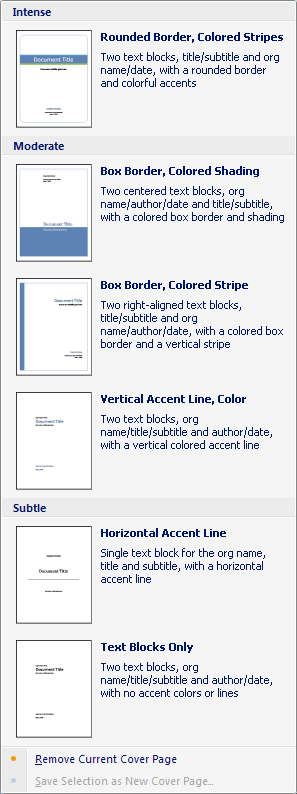 Intense
Rounded Border, Colored Stripes
Two text blocks, title/subtitle and org
name/date, with a rounded border
and colorful accents
Document Title
Moderate
Box Border, Colored Shading
Two centered text blocks, org
name/author/date and title/subtitle,
with a colored box border and shading
Document Title
Box Border, Colored Stripe
Two right-aligned text blocks,
title/subtitle and org
name/author/date, with a colored box
border and a vertical stripe
Document Title
Vertical Accent Line, Color
Two text blocks, org
name/title/subtitle and author/date,
with a vertical colored accent line
Document Title
Subtle
Horizontal Accent Line
Single text block for the org name,
title and subtitle, with a horizontal
accent line
Document Title
Text Blocks Only
Two text blocks, org
name/title/subtitle and author/date,
with no accent colors or lines
Document Title
Remove Current Cover Page
Save Selection as New Cover Page...